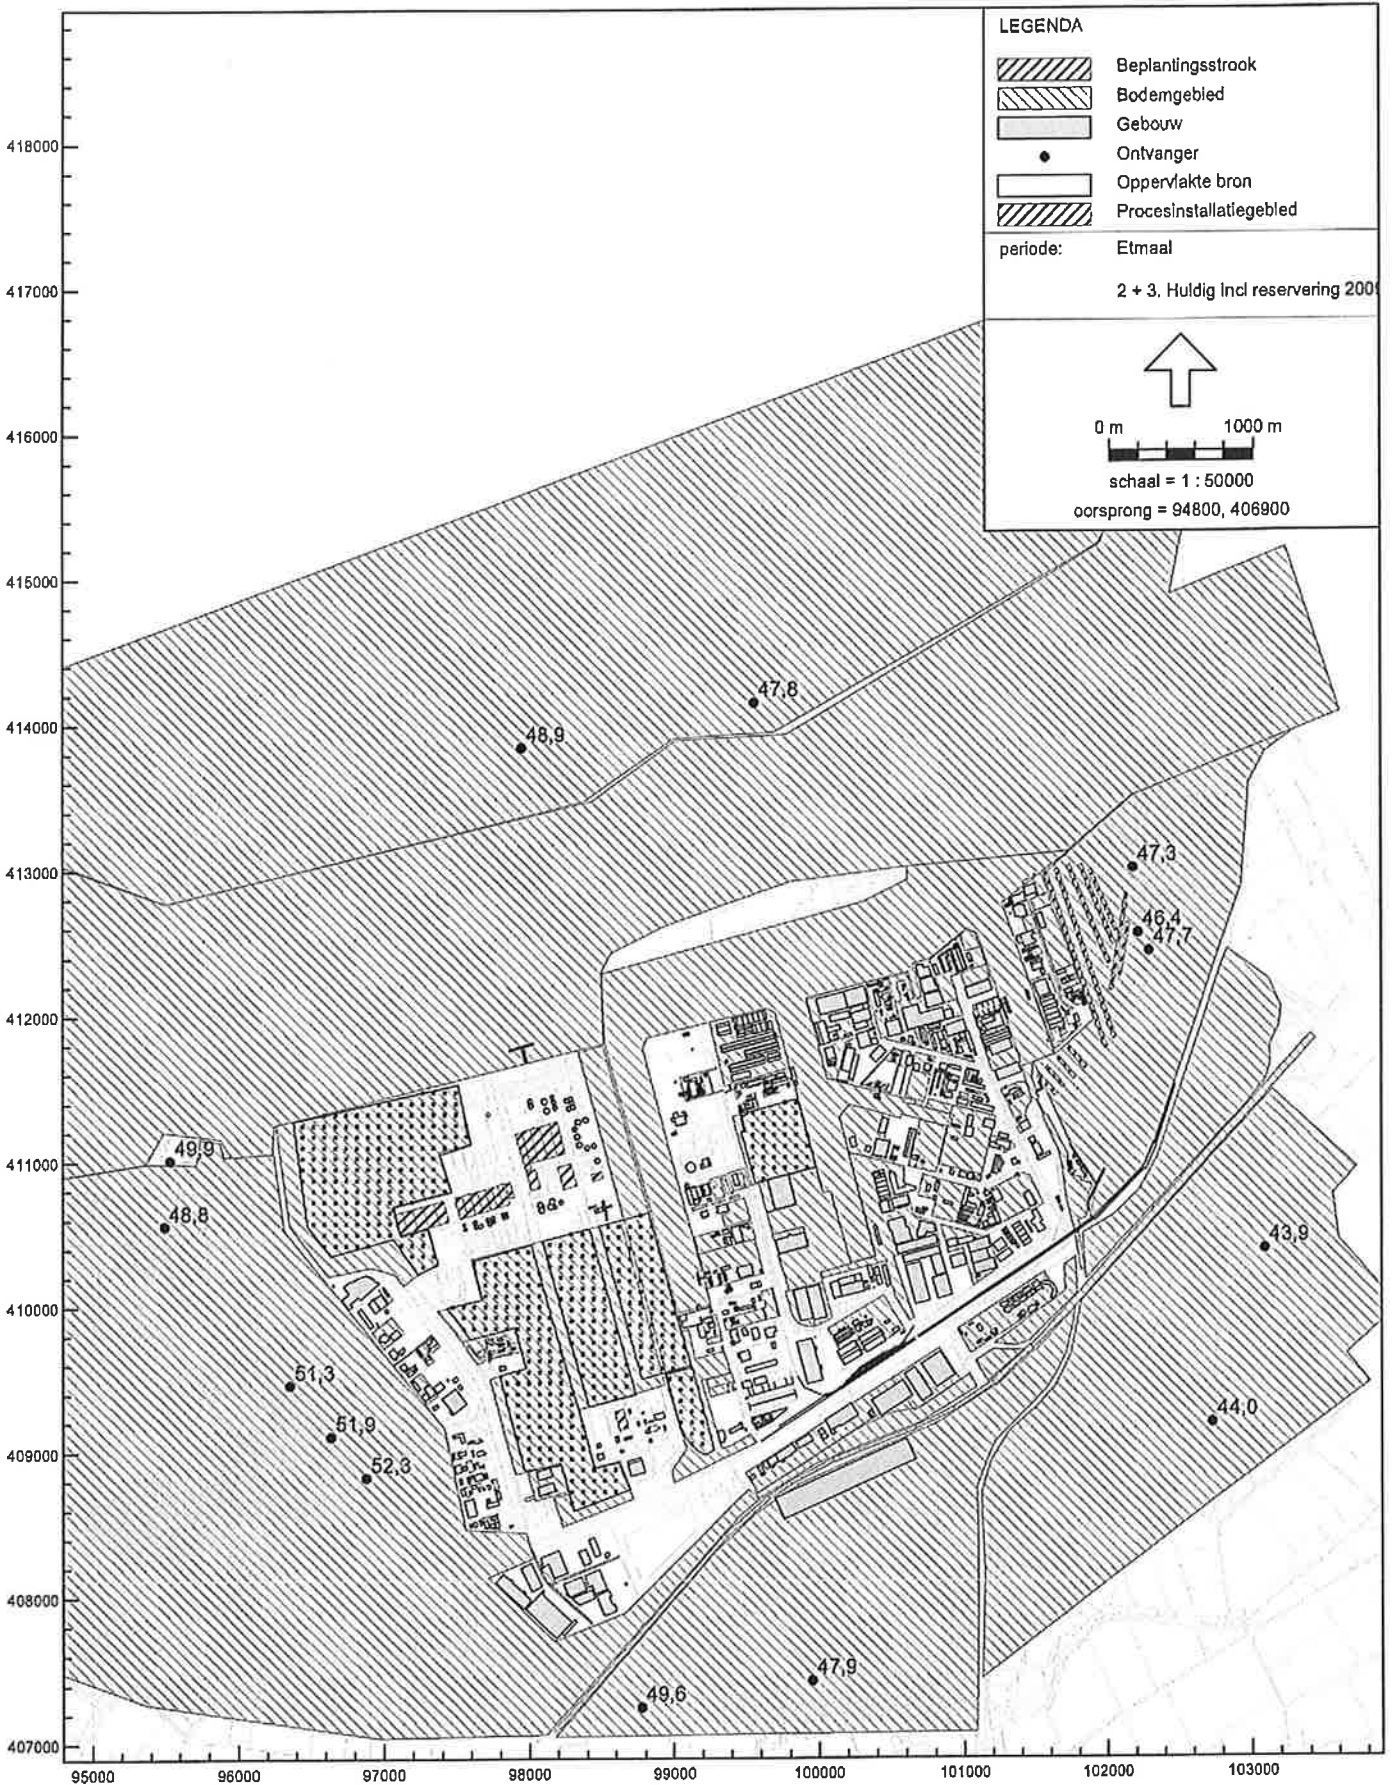 LEGENDA
Beplantingsstrook
Bodemgebied
Gebouw
Ontvanger
Oppervlakte bron
Procesinstallatiegebied
periode: Etmaal
2 + 3. Huidig incl reservering 2009
0 m 1000 m
schaal = 1 : 50000
oorsprong = 94800, 406900
418000
417000
416000
415000
47,8
48,9
414000
47,3
413000
46,4
47,7
412000
49,9
411000
48,8
43,9
410000
51,3
44,0
51,9
409000
52,3
408000
47,9
49,6
407000
95000 96000 97000 98000 99000 100000 101000 102000 103000